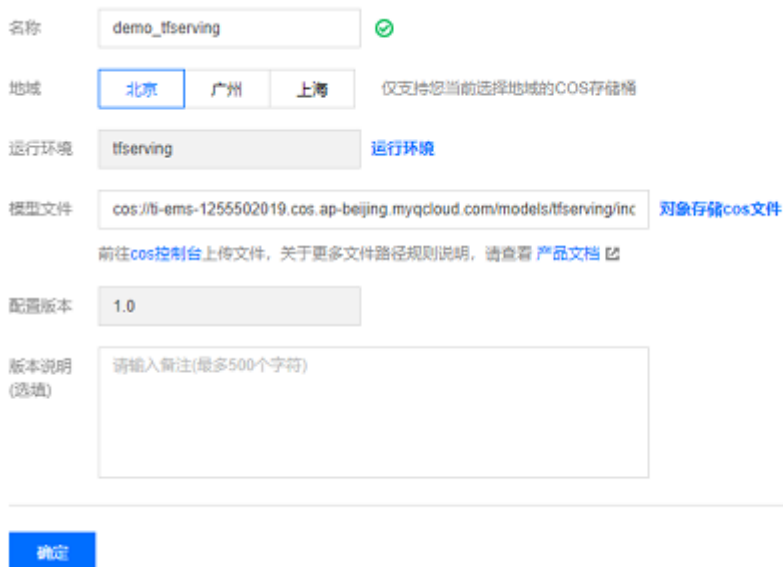 名称 demo_tfserving
地域 北京 广州 上海 仅支持您当前选择地域的COS存储桶
运行环境 tfserving 运行环境
模型文件 cos://ti-ems-1255502019.cos.ap-beijing.myqcloud.com/models/tfserving/inc 对象存储cos文件
前往cos控制台上传文件，关于更多文件路径规则说明，请查看 产品文档
配置版本 1.0
版本说明 请输入备注(最多500个字符)
(选填)
确定